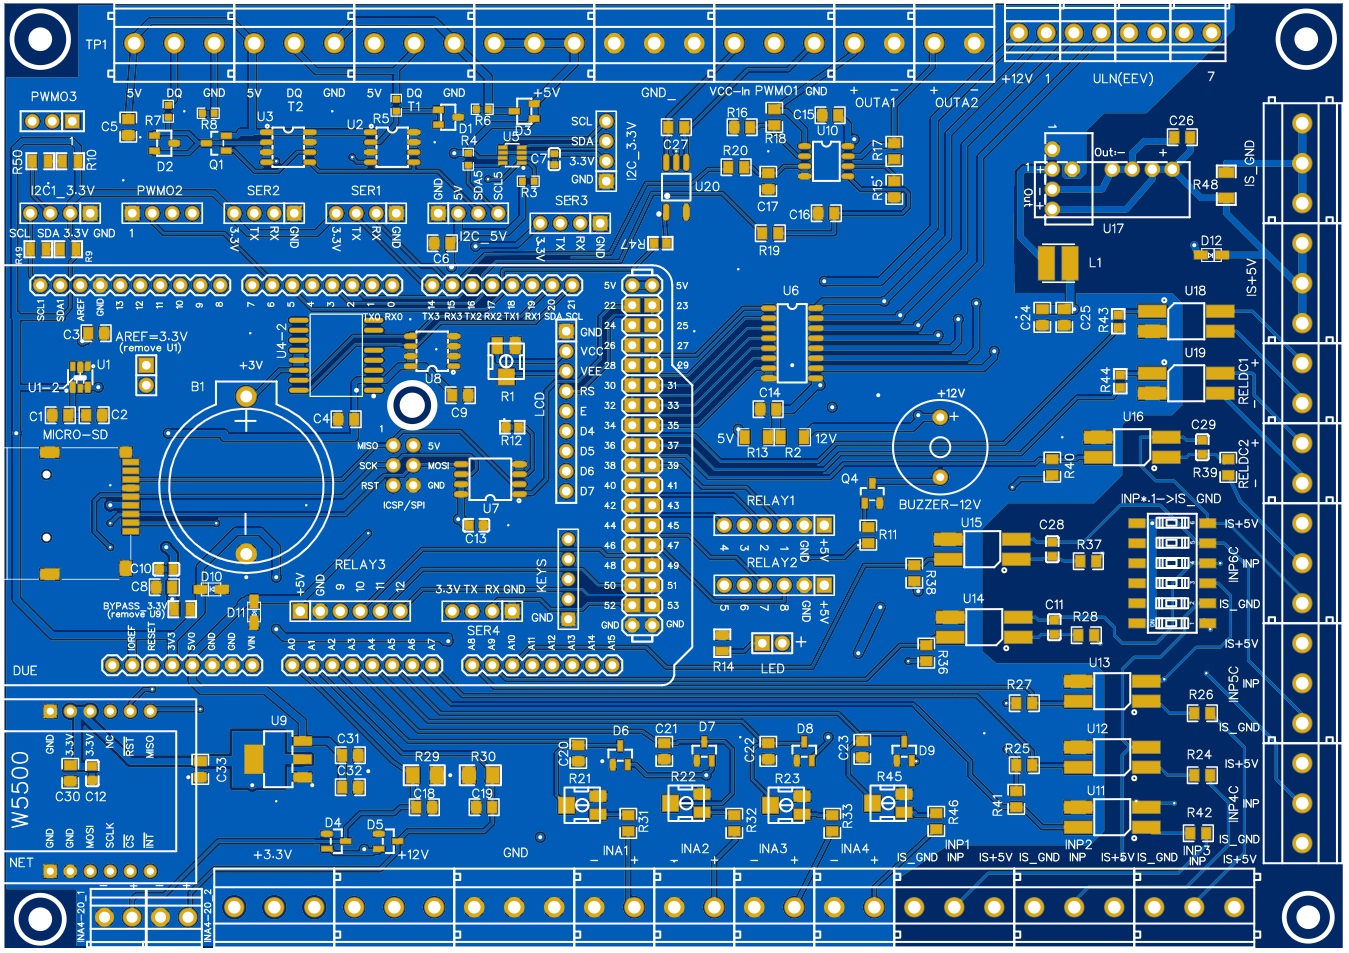 TP1
5V DQ GND 5V DQ GND +5V
T2 T1
GND_
VCC-In PWMO1 GND + - + -
OUTA1 OUTA2
+12V 1 ULN(EEV) 7
PWMO3
C5 R7 R8 U3 U2 R5 D1 R6 D3
D2 Q1 R4 U5 C7 R3
SCL
SDA
3.3V
GND
I2C_3.3V
C27 R16 R18 C15 U10 R17
R20 C17 R15 C16 R19
U20 R47
C26
Out:- +
1 +
Out - +
U17
R48
IS_GND
IS+5V
D12
L1
R50 R10
I2C1_3.3V PWMO2 SER2 SER1
GND 5V SDA5 SCL5
SER3
SCL SDA 3.3V GND 1
3.3V TX RX GND
3.3V TX RX GND
I2C_5V
3.3V TX RX GND
R49 R9
C6
SCL1 SDA1 AREF GND 13 12 11 10 9 8
7 6 5 4 3 2 1 0
TX0 RX0
14 15 16 17 18 19 20 21
TX3 RX3 TX2 RX2 TX1 RX1 SDA SCL
C3
AREF=3.3V
(remove U1)
U1
U1-2
C1 C2
MICRO-SD
+3V
B1
U4-2
C4
U8
C9
R1
R12
LCD
GND
VCC
VEE
RS
E
D4
D5
D6
D7
5V 5V
22 23
24 25
26 27
28 29
30 31
32 33
34 35
36 37
38 39
40 41
42 43
44 45
46 47
48 49
50 51
52 53
GND GND
1
MISO 5V
SCK MOSI
RST GND
ICSP/SPI
U7
C13
U6
C14
5V 12V
R13 R2
+12V
+
-
BUZZER-12V
Q4
R11
RELAY1
4 3 2 1 GND +5V
RELAY2
5 6 7 8 GND +5V
R14
LED +
C24 C25 R43 U18
U19
R44
RELDC1
+ -
U16 C29
R40 R39
RELDC2
+ -
INP*.1->IS_GND
U15 C28 R37
R38
U14 C11 R28
R36
ON
IS+5V
INP6C
IS_GND
IS+5V
INP5C
INP
IS_GND
IS+5V
INP4C
INP
IS_GND
IS+5V
C10
C8
D10
D11
BYPASS_3.3V
(remove U9)
RELAY3
+5V GND 9 10 11 12
3.3V TX RX GND
SER4
KEYS
GND
IOREF RESET 3V3 5V0 GND GND VIN
A0 A1 A2 A3 A4 A5 A6 A7
A8 A9 A10 A11 A12 A13 A14 A15
DUE
U13 R27 R26
U12 R25 R24
U11 R41 R42
GND 3.3V 3.3V NC RST MISO
W5500
C30 C12
C33
U9
C31
C32
R29 R30
C18 C19
GND GND MOSI SCLK CS INT
NET
D4 D5
+3.3V +12V
GND
C20 D6 C21 D7 C22 D8 C23 D9
R21 R22 R23 R45
R31 R32 R33 R46
INA1 INA2 INA3 INA4
- + - + - + - +
INP1 INP2 INP3
IS_GND INP IS+5V IS_GND INP IS+5V IS_GND INP
INA4-20_1
- + - +
INA4-20_2